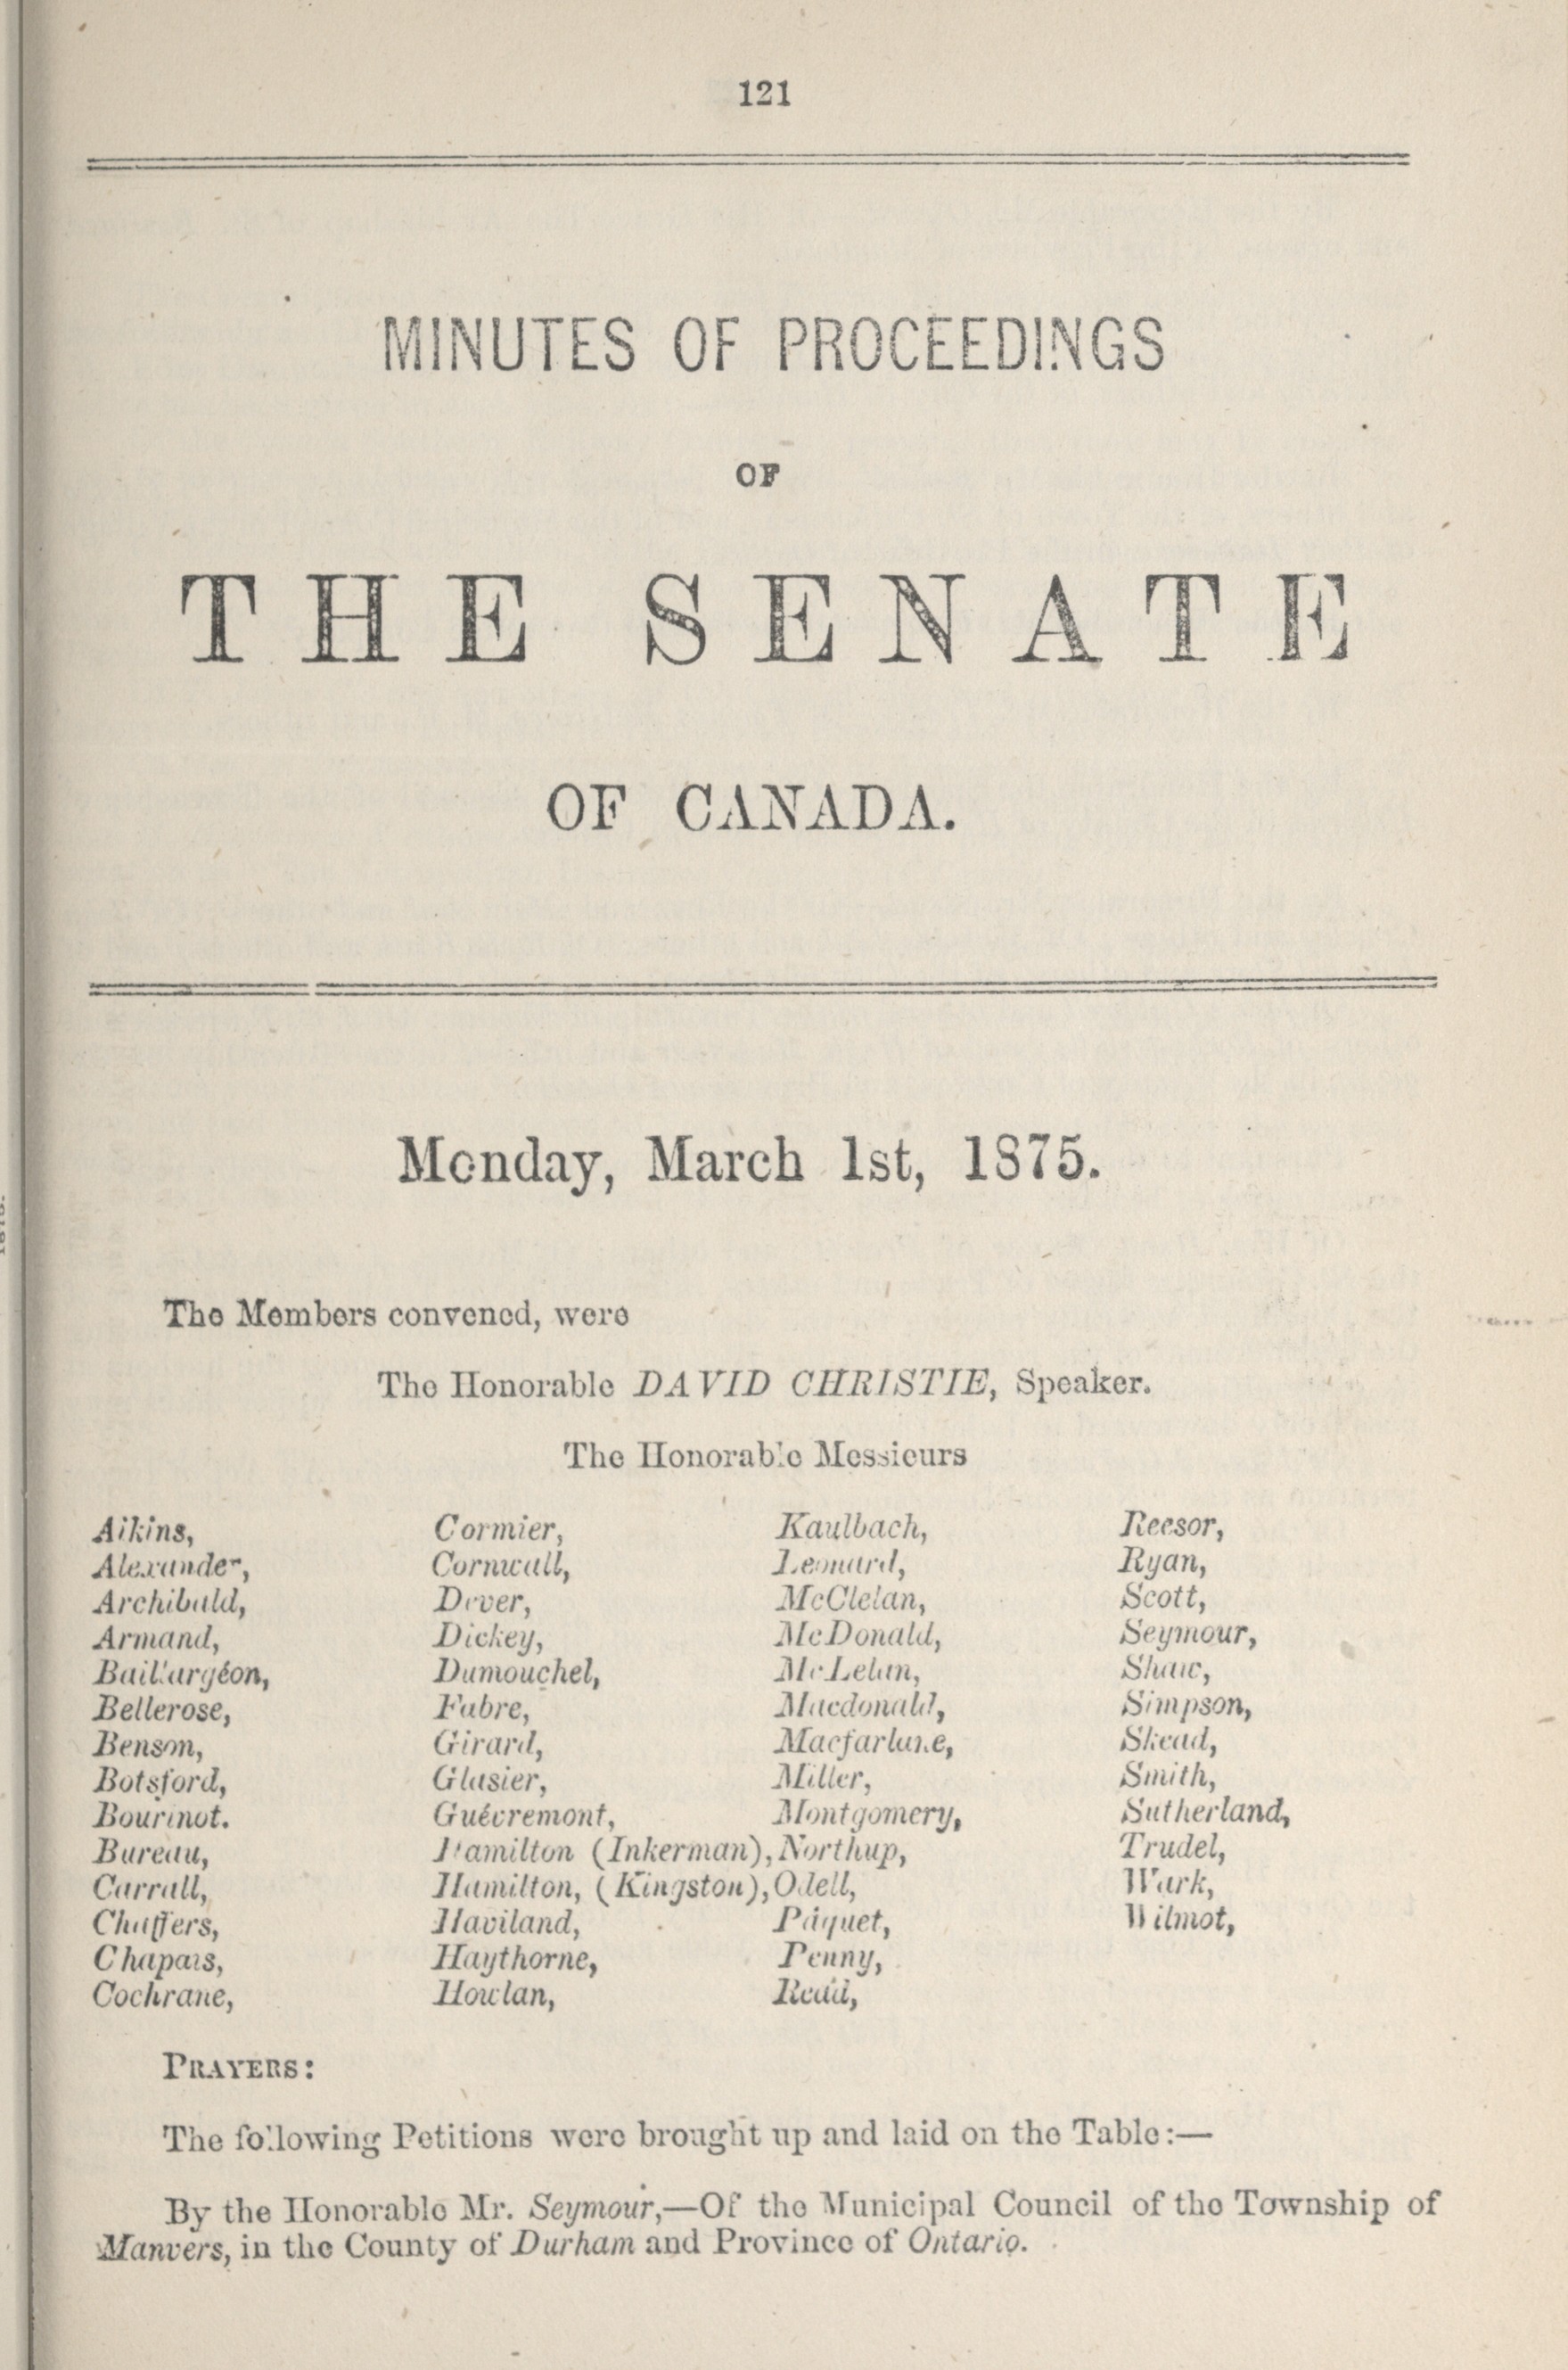 121
MINUTES OF PROCEEDINGS
OF
THE SENATE
OF CANADA.
Monday, March 1st, 1875.
The Members convened, were
The Honorable DAVID CHRISTIE, Speaker.
The Honorable Messieurs
Aikins,
Alexander,
Archibald,
Armand,
Baillargéon,
Bellerose,
Benson,
Botsford,
Bourinot.
Bureau,
Carrall,
Chaffers,
Chapais,
Cochrane,
Cormier,
Cornwall,
Dever,
Dickey,
Dumouchel,
Fabre,
Girard,
Glasier,
Guévremont,
Hamilton (Inkerman),
Hamilton, (Kingston),
Haviland,
Haythorne,
Howlan,
Kaulbach,
Leonard,
McClelan,
McDonald,
McLelan,
Macdonald,
Macfarlane,
Miller,
Montgomery,
Northup,
Odell,
Pâquet,
Penny,
Read,
Reesor,
Ryan,
Scott,
Seymour,
Shaw,
Simpson,
Skead,
Smith,
Sutherland,
Trudel,
Wark,
Wilmot,
PRAYERS:
The following Petitions were brought up and laid on the Table:—
By the Honorable Mr. Seymour,—Of the Municipal Council of the Township of
Manvers, in the County of Durham and Province of Ontario.